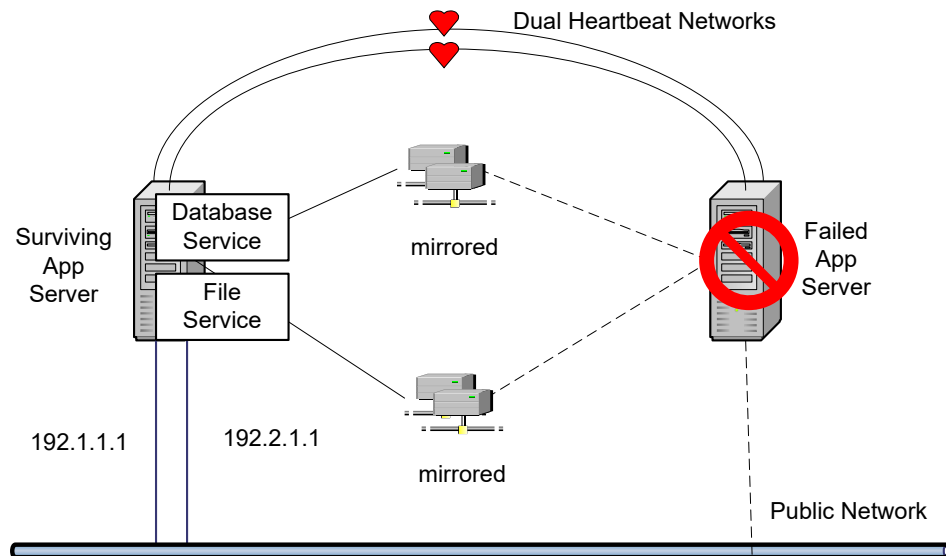 Dual Heartbeat Networks
Database
Service
Surviving
App
Server
mirrored
Failed
App
Server
File
Service
192.1.1.1
192.2.1.1
mirrored
Public Network